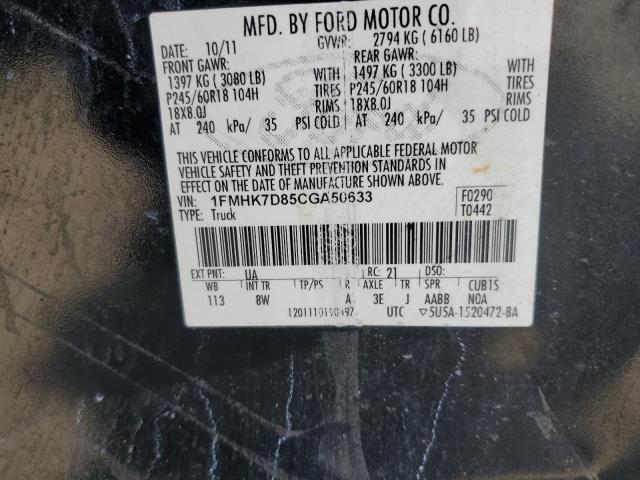 MFD. BY FORD MOTOR CO.
DATE: 10/11 GVWR: 2794 KG ( 6160 LB)
FRONT GAWR: REAR GAWR:
1397 KG ( 3080 LB) WITH 1497 KG ( 3300 LB) WITH
P245/60R18 104H TIRES P245/60R18 104H TIRES
18X8.0J RIMS 18X8.0J RIMS
AT 240 kPa/ 35 PSI COLD AT 240 kPa/ 35 PSI COLD
THIS VEHICLE CONFORMS TO ALL APPLICABLE FEDERAL MOTOR
VEHICLE SAFETY AND THEFT PREVENTION STANDARDS IN
EFFECT ON THE DATE OF MANUFACTURE SHOWN ABOVE.
VIN: 1FMHK7D85CGA50633 F0290
TYPE: Truck T0442
EXT PNT: UA RC: 21 DSO:
WB INT TR TP/PS R AXLE TR SPR CUB1S
113 8W A 3E J AABB N0A
UTC ▽5U5A-1520472-BA